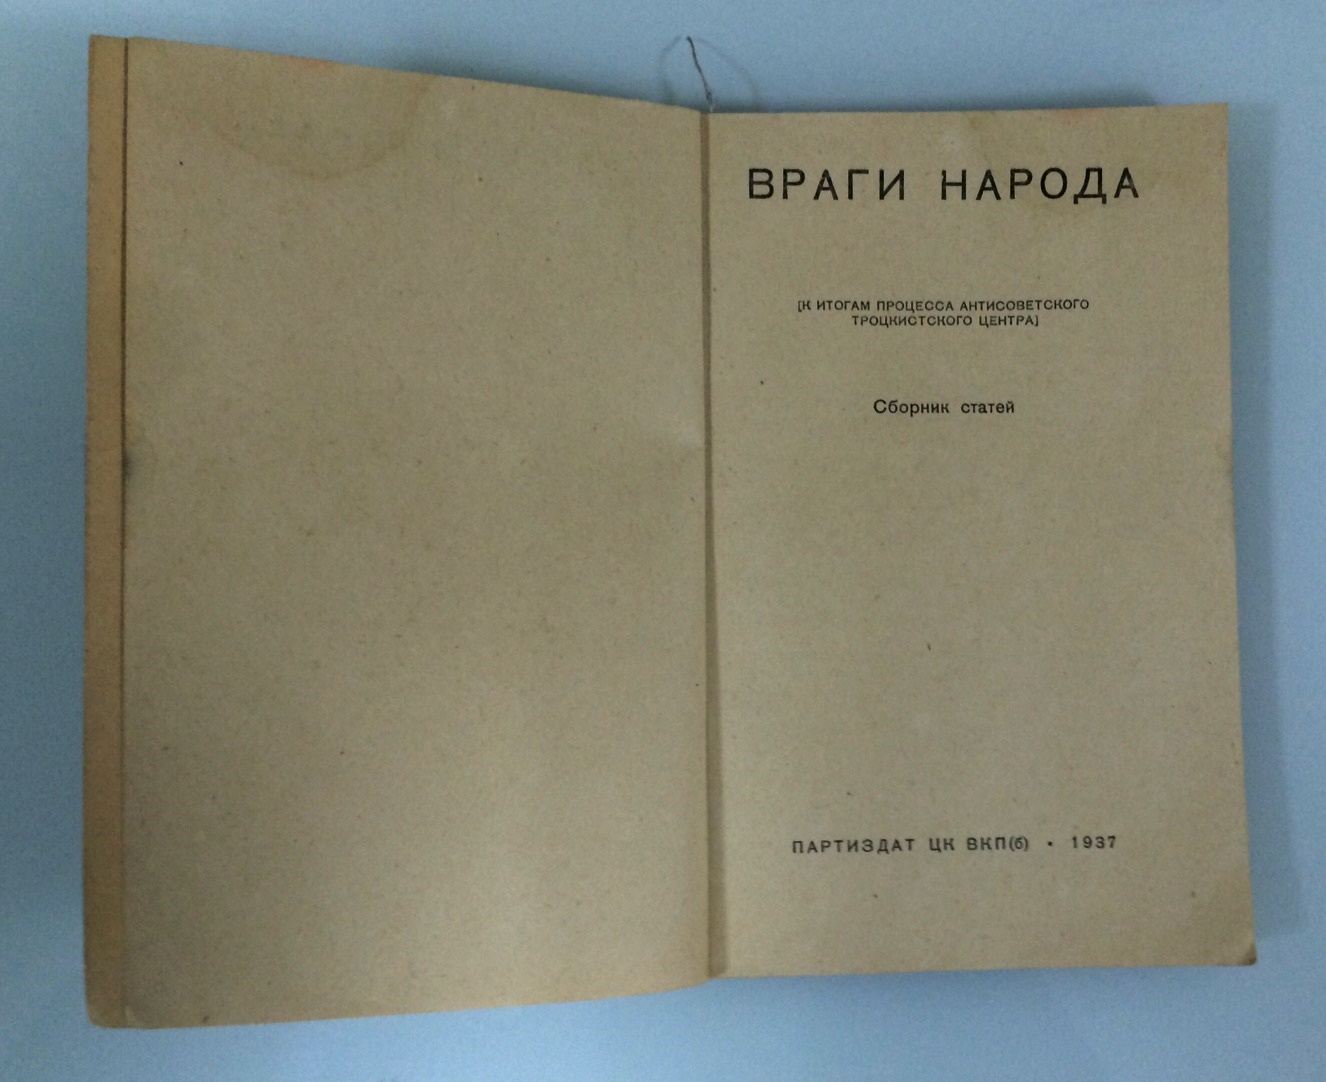 ВРАГИ НАРОДА
[К ИТОГАМ ПРОЦЕССА АНТИСОВЕТСКОГО
ТРОЦКИСТСКОГО ЦЕНТРА]
Сборник статей
ПАРТИЗДАТ ЦК ВКП(б) • 1937